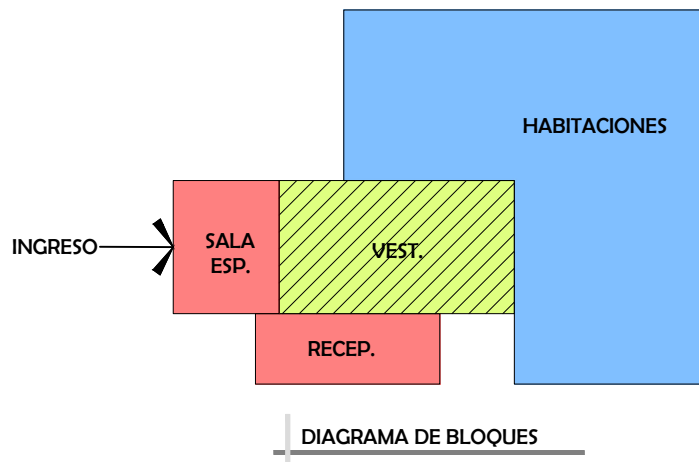 HABITACIONES
INGRESO
SALA
ESP.
VEST.
RECEP.
DIAGRAMA DE BLOQUES